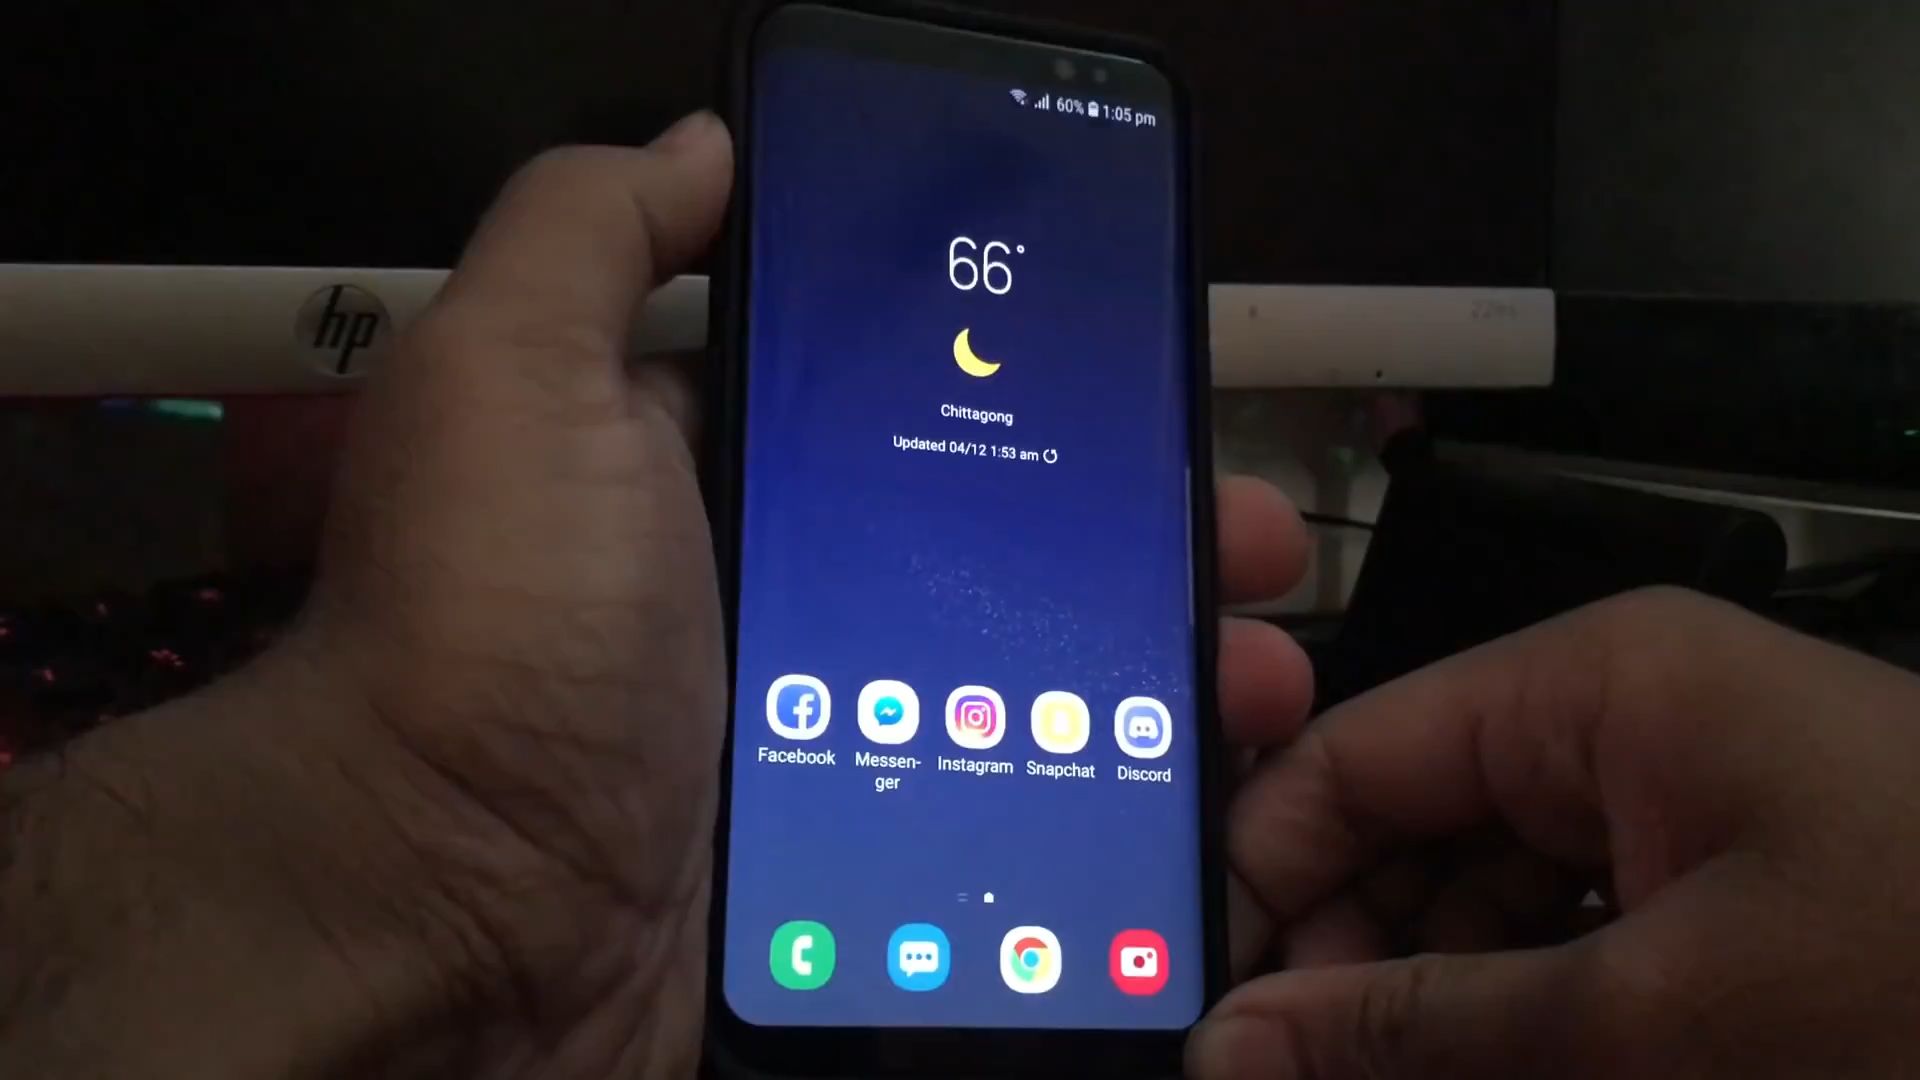 60% 1:05 pm
66°
hp
Chittagong
Updated 04/12 1:53 am
Facebook
Messen-
ger
Instagram
Snapchat
Discord